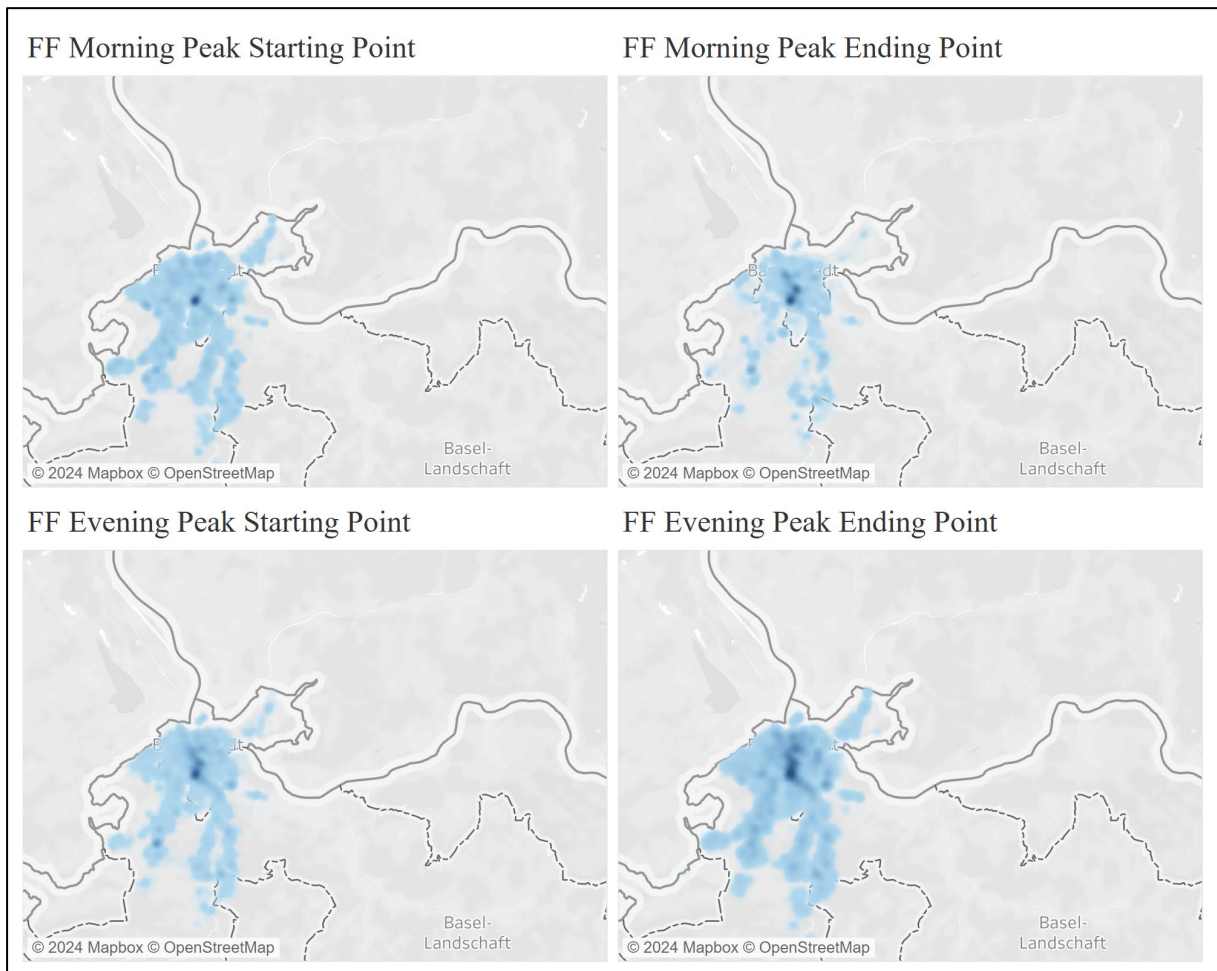 FF Morning Peak Starting Point
FF Morning Peak Ending Point
Basel-
Landschaft
© 2024 Mapbox © OpenStreetMap
Basel-
Landschaft
© 2024 Mapbox © OpenStreetMap
FF Evening Peak Starting Point
FF Evening Peak Ending Point
Basel-
Landschaft
© 2024 Mapbox © OpenStreetMap
Basel-
Landschaft
© 2024 Mapbox © OpenStreetMap